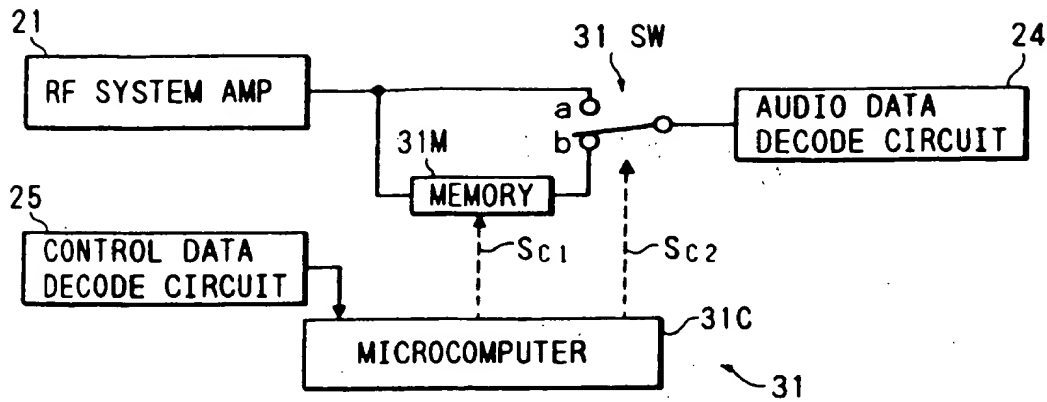 21
RF SYSTEM AMP
31 SW
a
b
24
AUDIO DATA
DECODE CIRCUIT
31M
MEMORY
25
CONTROL DATA
DECODE CIRCUIT
SC1
SC2
31C
MICROCOMPUTER
31